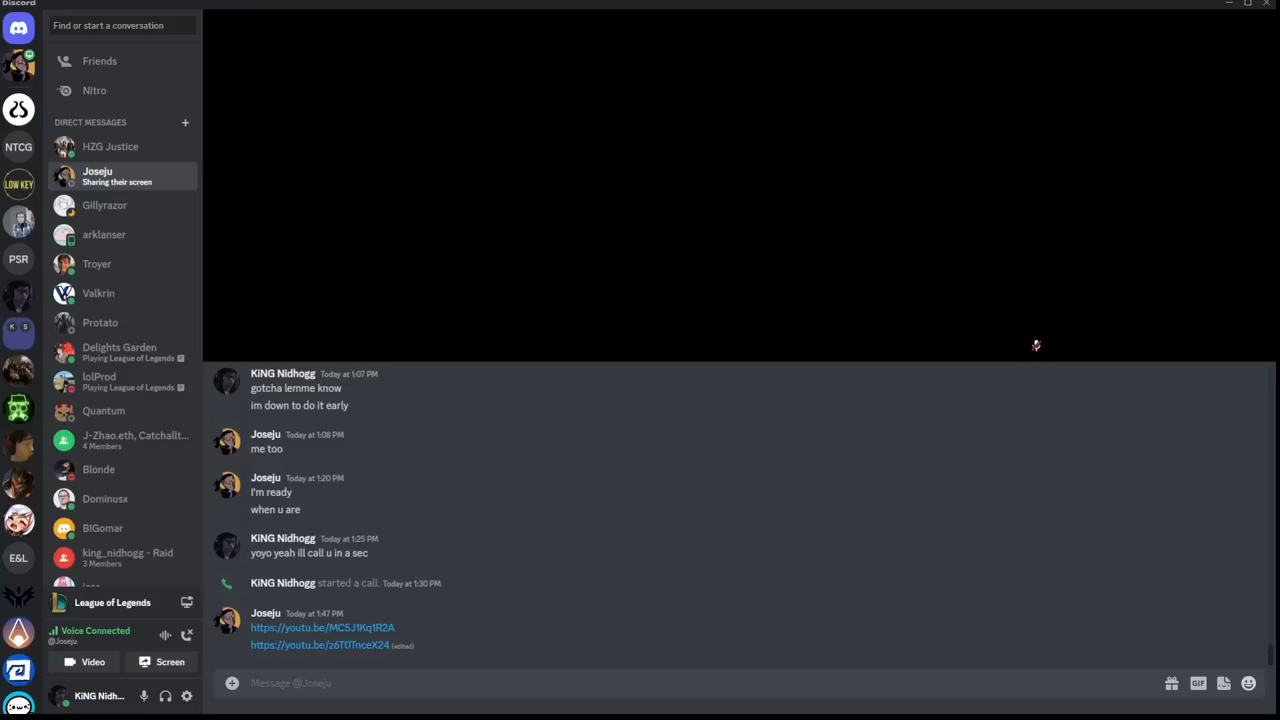 Discord
Find or start a conversation
Friends
Nitro
DIRECT MESSAGES
HZG Justice
Joseju
Sharing their screen
LOW KEY
NTCG
Gillyrazor
arklanser
Troyer
PSR
Valkrin
Protato
K S
Delights Garden
Playing League of Legends
lolProd
Playing League of Legends
Quantum
J-Zhao.eth, Catchallt...
4 Members
Blonde
Dominusx
BIGomar
king_nidhogg - Raid
3 Members
E&L
League of Legends
Voice Connected
@Joseju
Video
Screen
KiNG Nidh...
KiNG Nidhogg Today at 1:07 PM
gotcha lemme know
im down to do it early
Joseju Today at 1:08 PM
me too
Joseju Today at 1:20 PM
I'm ready
when u are
KiNG Nidhogg Today at 1:25 PM
yoyo yeah ill call u in a sec
KiNG Nidhogg started a call. Today at 1:30 PM
Joseju Today at 1:47 PM
https://youtu.be/MC5J1Kq1R2A
https://youtu.be/z6T0TnceX24 (edited)
Message @Joseju
GIF